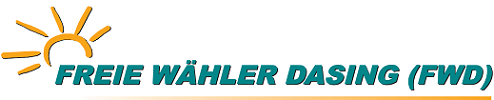 FREIE WÄHLER DASING (FWD)